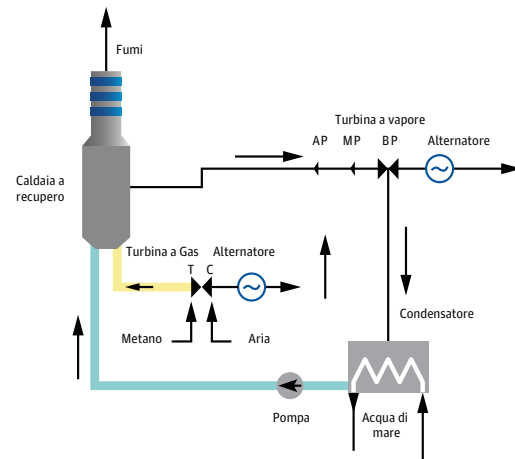 Fumi
Turbina a vapore
AP MP BP Alternatore
Caldaia a
recupero
Turbina a Gas Alternatore
T C
Condensatore
Metano Aria
Pompa
Acqua di
mare